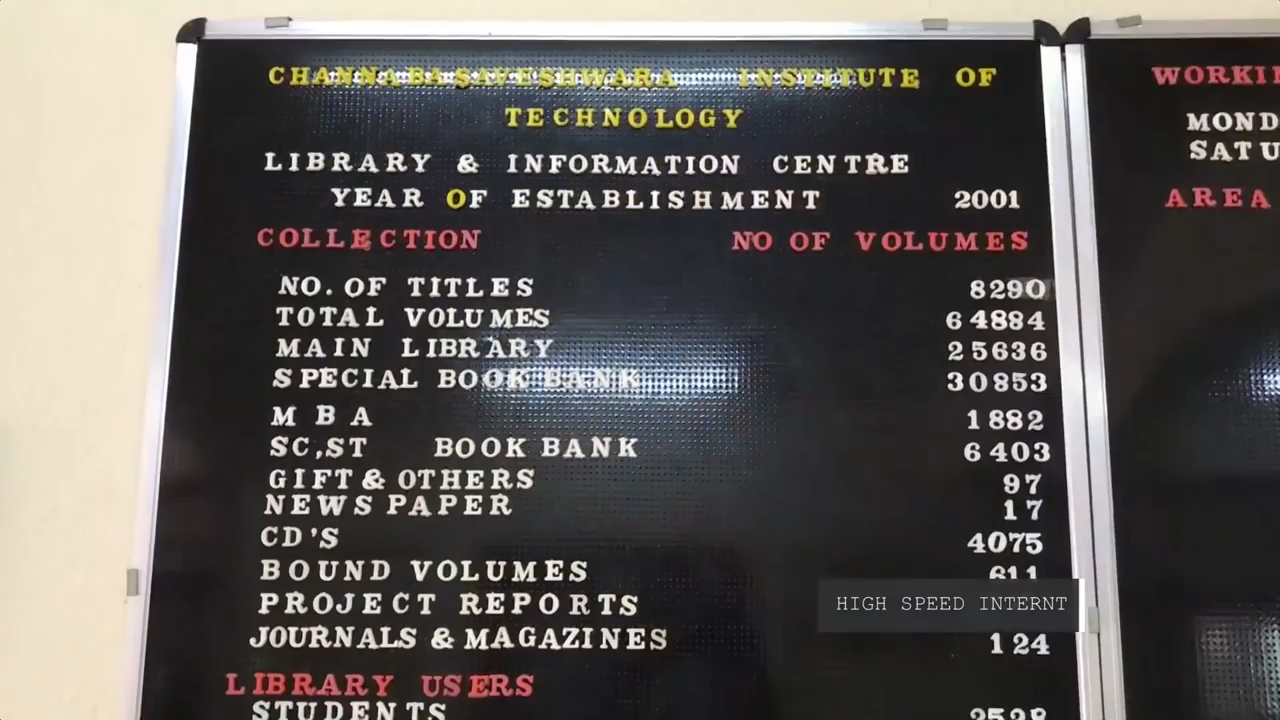 CHANNABASAVESHWARA INSTITUTE OF
TECHNOLOGY
LIBRARY & INFORMATION CENTRE
YEAR OF ESTABLISHMENT 2001
COLLECTION NO OF VOLUMES
NO. OF TITLES 8290
TOTAL VOLUMES 64884
MAIN LIBRARY 25636
SPECIAL BOOK BANK 30853
M B A 1882
SC,ST BOOK BANK 6403
GIFT & OTHERS 97
NEWS PAPER 17
CD'S 4075
BOUND VOLUMES 611
PROJECT REPORTS
JOURNALS & MAGAZINES 124
LIBRARY USERS
STUDENTS 2528
HIGH SPEED INTERNT
WORKI
MOND
SATU
AREA